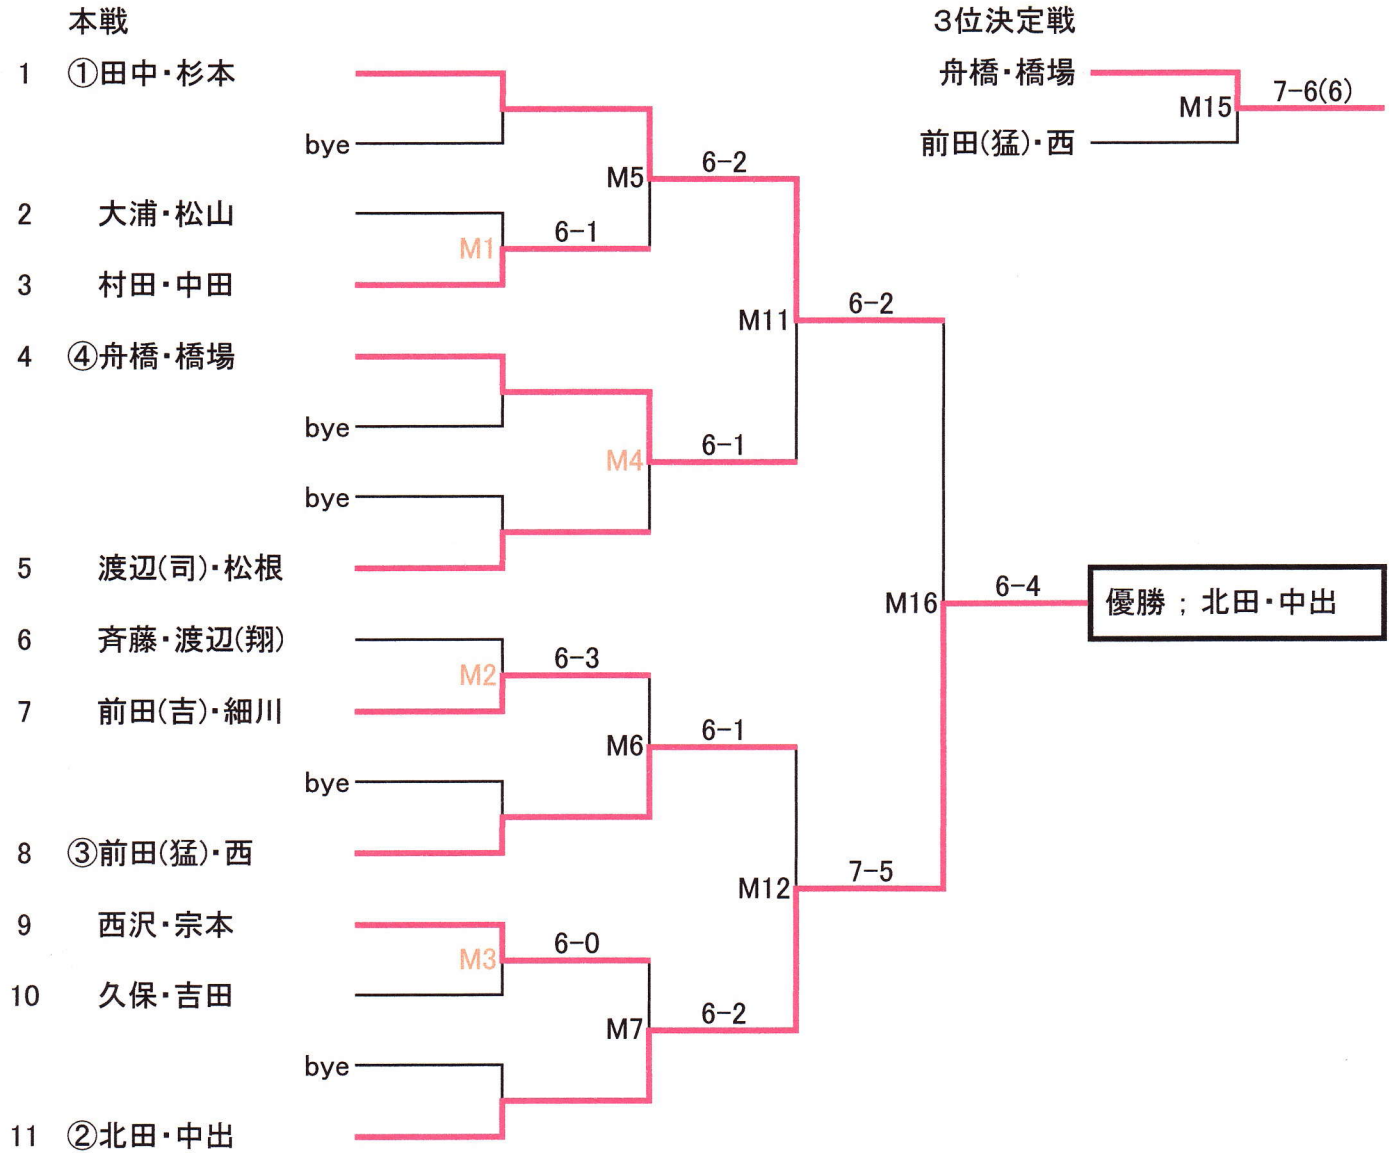 本戦
3位決定戦
1 ①田中・杉本
舟橋・橋場
7-6(6)
M15
bye
前田(猛)・西
M5
6-2
2 大浦・松山
6-1
M1
3 村田・中田
6-2
M11
4 ④舟橋・橋場
bye
6-1
M4
bye
5 渡辺(司)・松根
6-4
M16
優勝 ; 北田・中出
6 斉藤・渡辺(翔)
6-3
M2
7 前田(吉)・細川
6-1
M6
bye
8 ③前田(猛)・西
7-5
M12
9 西沢・宗本
6-0
M3
10 久保・吉田
6-2
M7
bye
11 ②北田・中出